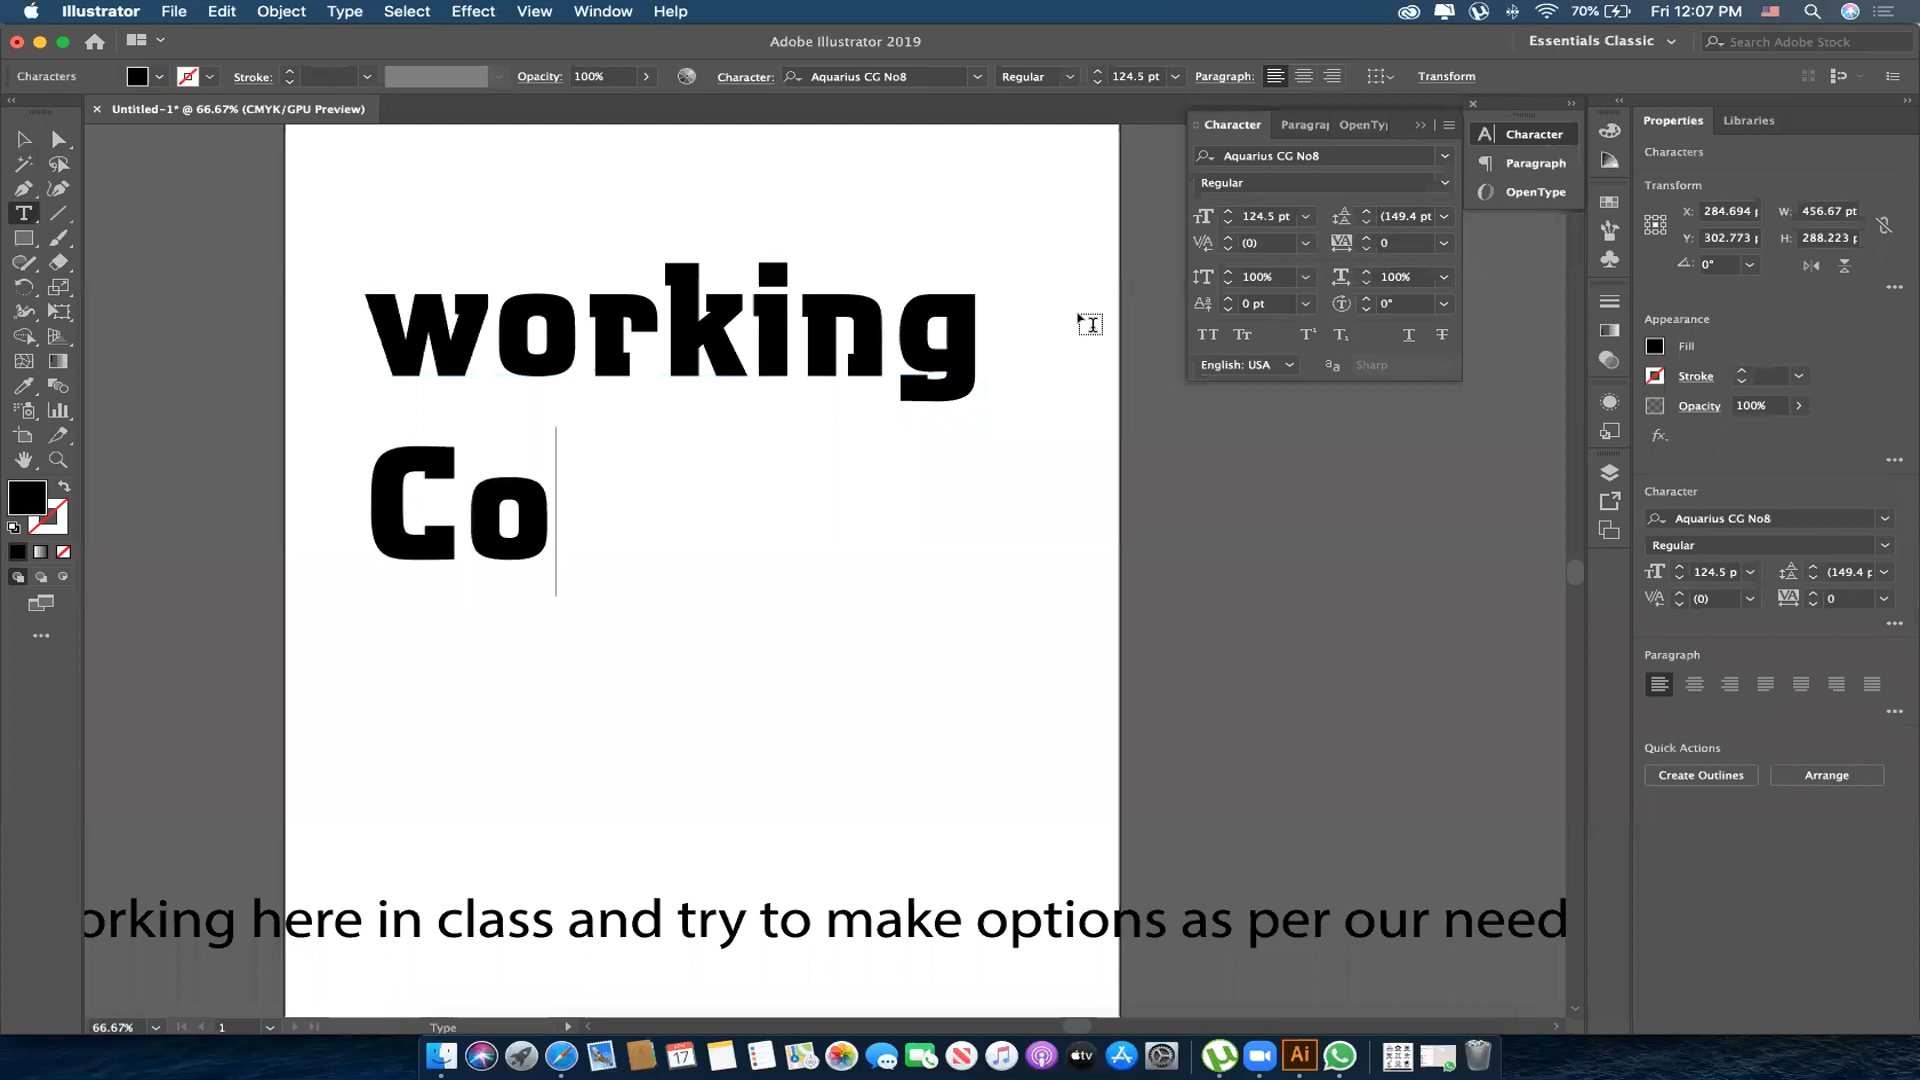 Illustrator File Edit Object Type Select Effect View Window Help 70% Fri 12:07 PM
Adobe Illustrator 2019 Essentials Classic Search Adobe Stock
Characters Stroke: Opacity: 100% Character: Aquarius CG No8 Regular 124.5 pt Paragraph: Transform
Untitled-1* @ 66.67% (CMYK/GPU Preview)
working
Co
orking here in class and try to make options as per our need
Character Paragra OpenTy
Aquarius CG No8
Regular
124.5 pt (149.4 pt
(0) 0
100% 100%
0 pt 0°
English: USA Sharp
Character
Paragraph
OpenType
Properties Libraries
Characters
Transform
X: 284.694 W: 456.67 pt
Y: 302.773 H: 288.223
0°
Appearance
Fill
Stroke
Opacity 100%
fx
Character
Aquarius CG No8
Regular
124.5 p (149.4 p
(0) 0
Paragraph
Quick Actions
Create Outlines Arrange
66.67% 1 Type
17
tv
Ai